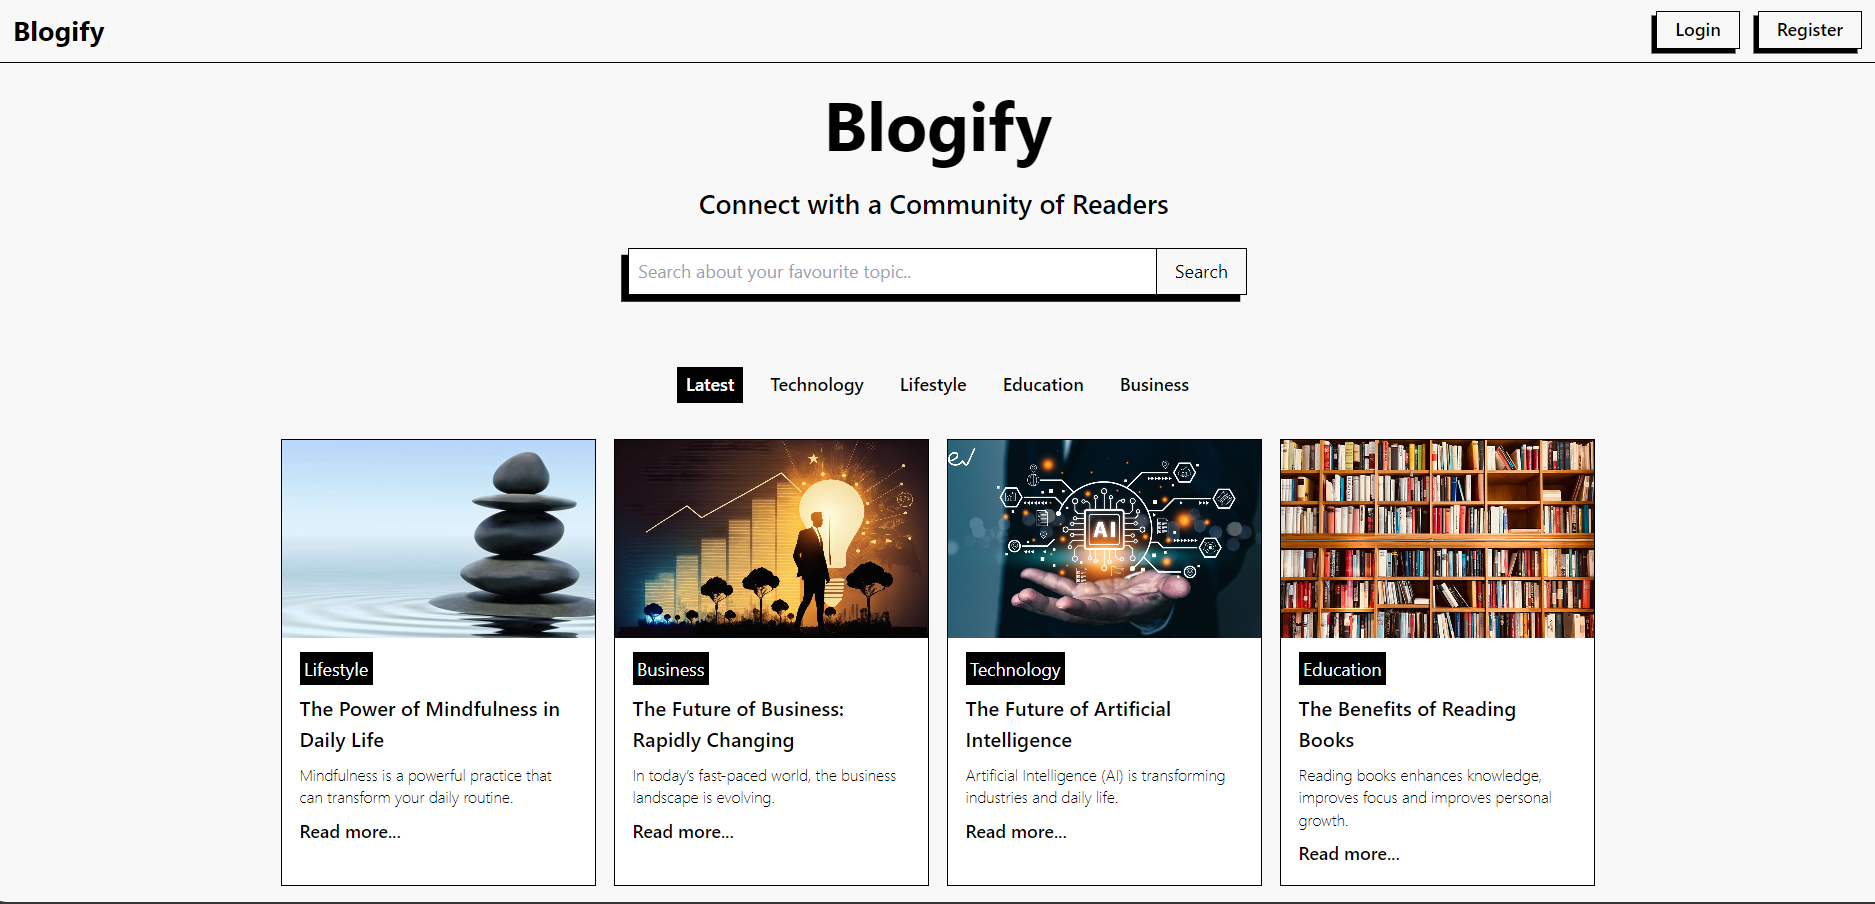 Blogify
Login
Register
Blogify
Connect with a Community of Readers
Search about your favourite topic..
Search
Latest
Technology
Lifestyle
Education
Business
ev
AI
Lifestyle
The Power of Mindfulness in
Daily Life
Mindfulness is a powerful practice that
can transform your daily routine.
Read more...
Business
The Future of Business:
Rapidly Changing
In today's fast-paced world, the business
landscape is evolving.
Read more...
Technology
The Future of Artificial
Intelligence
Artificial Intelligence (AI) is transforming
industries and daily life.
Read more...
Education
The Benefits of Reading
Books
Reading books enhances knowledge,
improves focus and improves personal
growth.
Read more...